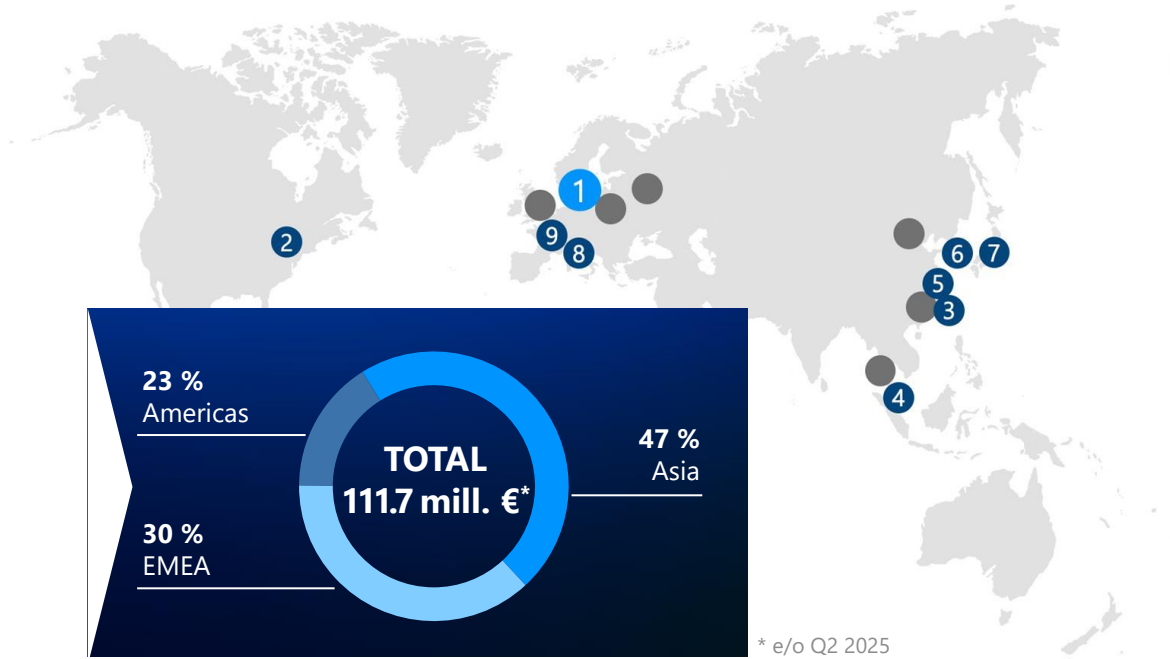 1
2
9
8
6
7
5
3
4
23 %
Americas
47 %
Asia
TOTAL
111.7 mill. €*
30 %
EMEA
* e/o Q2 2025